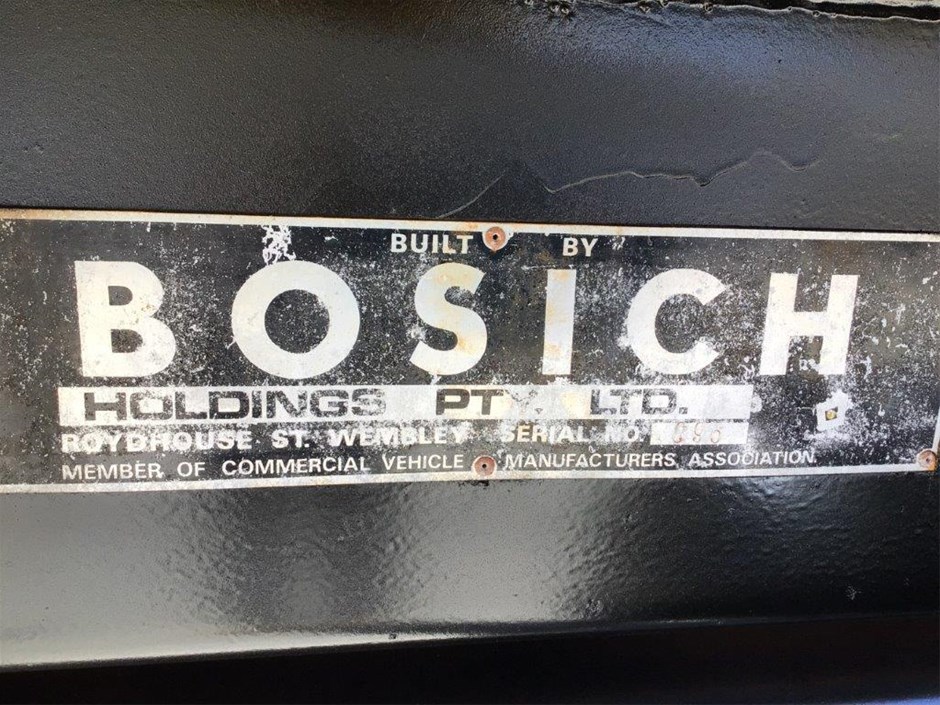 BUILT BY
BOSICH
HOLDINGS PTY. LTD.
ROYDHOUSE ST. WEMBLEY SERIAL NO.
MEMBER OF COMMERCIAL VEHICLE MANUFACTURERS ASSOCIATION.